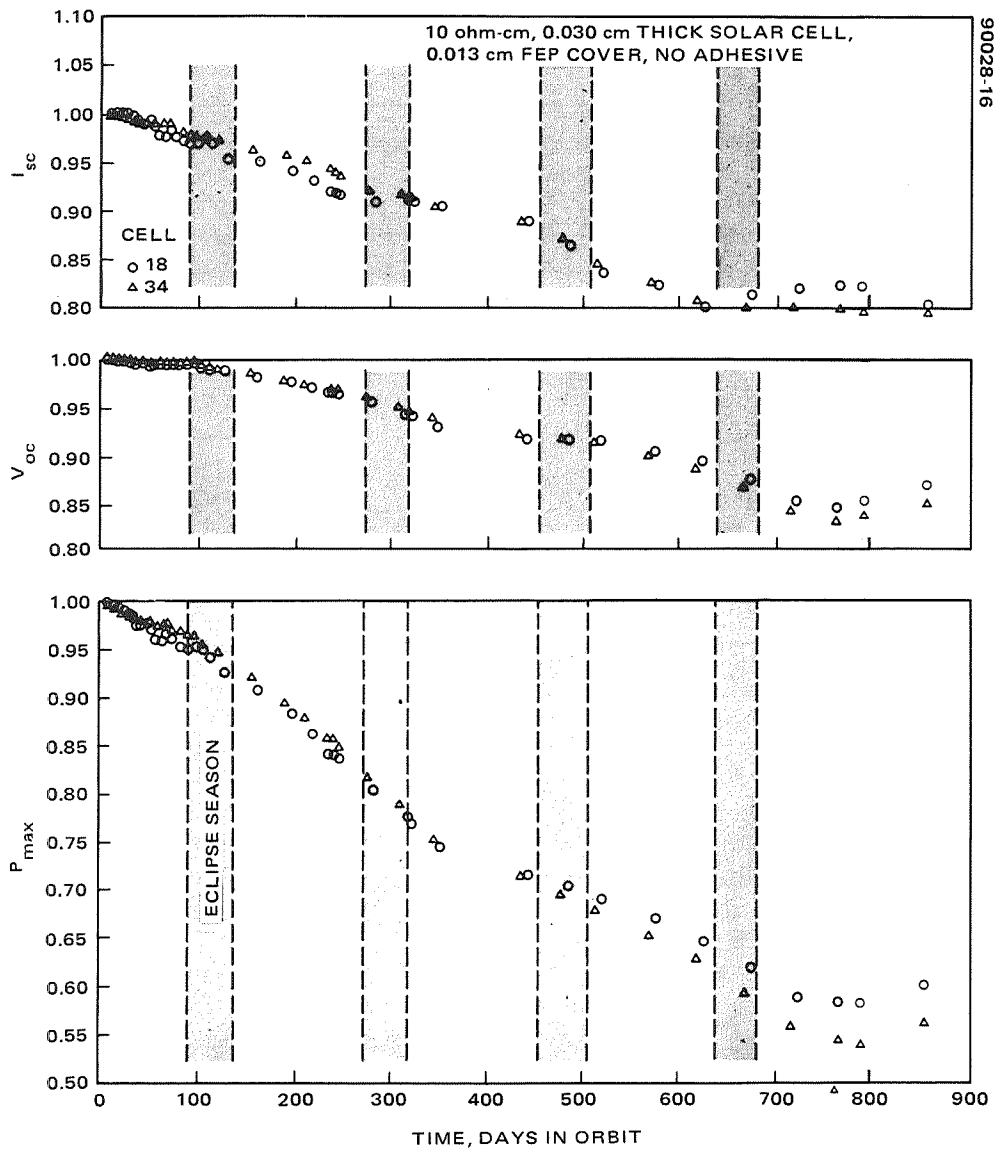 10 ohm-cm, 0.030 cm THICK SOLAR CELL,
0.013 cm FEP COVER, NO ADHESIVE
90028-16
1.10
1.05
1.00
0.95
0.90
0.85
0.80
I sc
CELL
18
34
1.00
0.95
0.90
0.85
0.80
V oc
1.00
0.95
0.90
0.85
0.80
0.75
0.70
0.65
0.60
0.55
0.50
P max
ECLIPSE SEASON
0 100 200 300 400 500 600 700 800 900
TIME, DAYS IN ORBIT